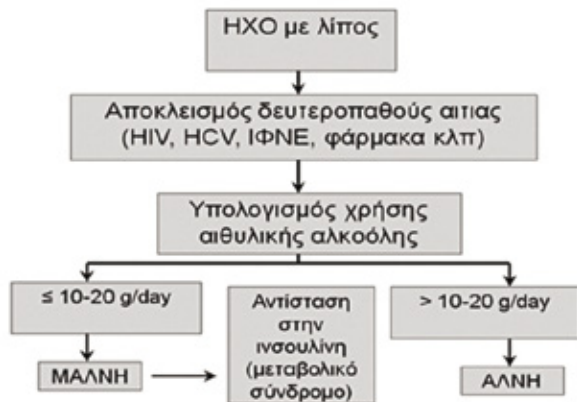 ΗΧΟ με λίπος
Αποκλεισμός δευτεροπαθούς αιτιας
(HIV, HCV, ΙΦΝΕ, φάρμακα κλπ)
Υπολογισμός χρήσης
αιθυλικής αλκοόλης
≤ 10-20 g/day
Αντίσταση
στην
ινσουλίνη
(μεταβολικό
σύνδρομο)
> 10-20 g/day
ΜΑΛΝΗ
ΑΛΝΗ